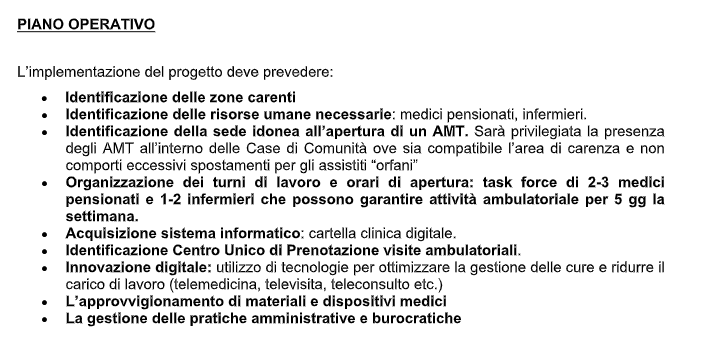 PIANO OPERATIVO
L'implementazione del progetto deve prevedere:
• Identificazione delle zone carenti
• Identificazione delle risorse umane necessarie: medici pensionati, infermieri.
• Identificazione della sede idonea all'apertura di un AMT. Sarà privilegiata la presenza
degli AMT all'interno delle Case di Comunità ove sia compatibile l'area di carenza e non
comporti eccessivi spostamenti per gli assistiti "orfani"
• Organizzazione dei turni di lavoro e orari di apertura: task force di 2-3 medici
pensionati e 1-2 infermieri che possono garantire attività ambulatoriale per 5 gg la
settimana.
• Acquisizione sistema informatico: cartella clinica digitale.
• Identificazione Centro Unico di Prenotazione visite ambulatoriali.
• Innovazione digitale: utilizzo di tecnologie per ottimizzare la gestione delle cure e ridurre il
carico di lavoro (telemedicina, televisita, teleconsulto etc.)
• L'approvvigionamento di materiali e dispositivi medici
• La gestione delle pratiche amministrative e burocratiche